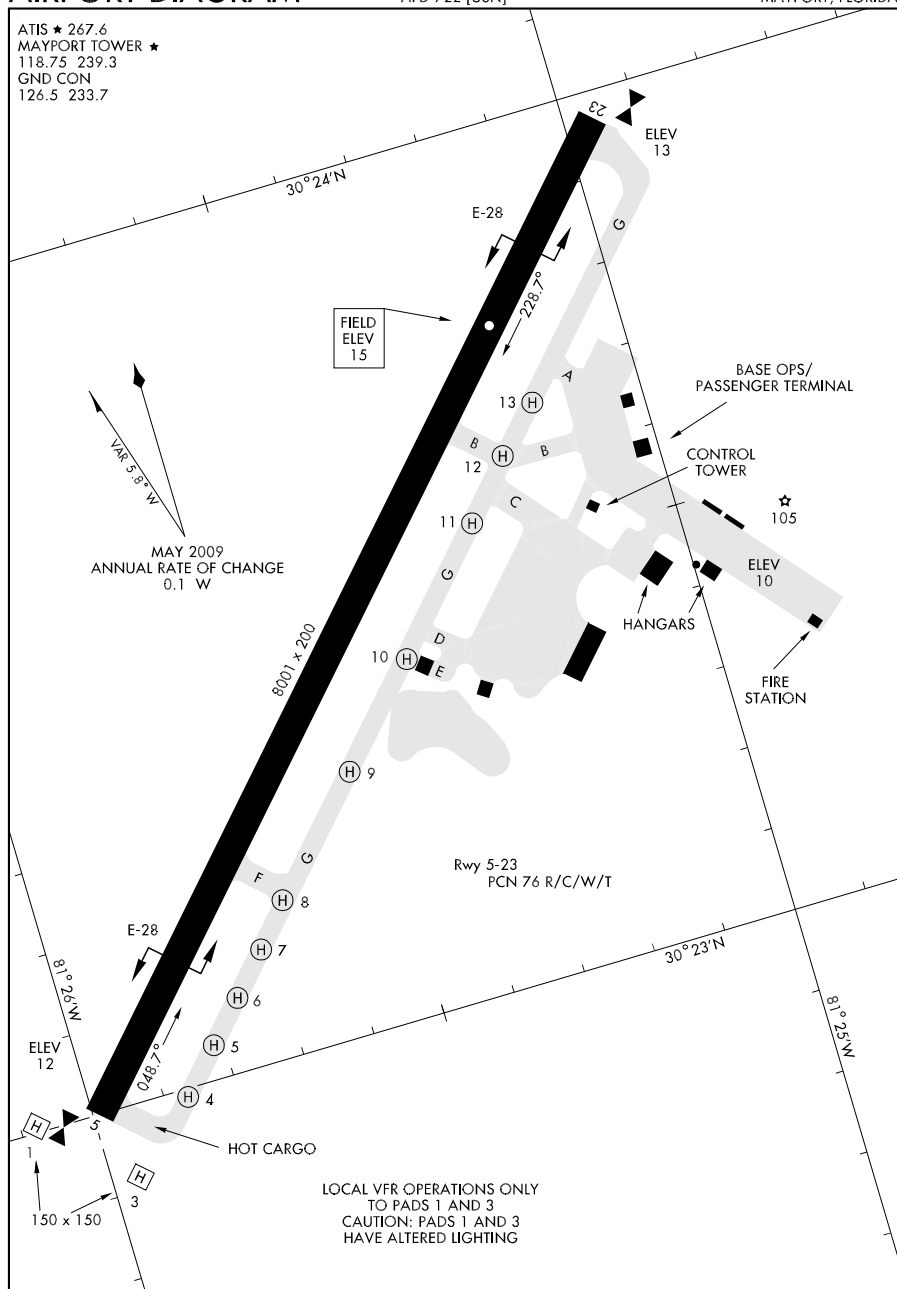 AIRPORT DIAGRAM
MAYPORT, FLORIDA
ATIS ★ 267.6
MAYPORT TOWER ★
118.75 239.3
GND CON
126.5 233.7
23
ELEV
13
30°24'N
E-28
G
228.7°
FIELD
ELEV
15
A
BASE OPS/
PASSENGER TERMINAL
13 H
B
B
12 H
CONTROL
TOWER
VAR 5.8° W
C
105
11 H
MAY 2009
ANNUAL RATE OF CHANGE
0.1 W
G
ELEV
10
HANGARS
8001 x 200
D
10 H
E
FIRE
STATION
H 9
G
Rwy 5-23
PCN 76 R/C/W/T
F
H 8
E-28
H 7
30°23'N
81°26'W
H 6
81°25'W
ELEV
12
048.7°
H 5
H 4
5
H
1
HOT CARGO
H
3
150 x 150
LOCAL VFR OPERATIONS ONLY
TO PADS 1 AND 3
CAUTION: PADS 1 AND 3
HAVE ALTERED LIGHTING